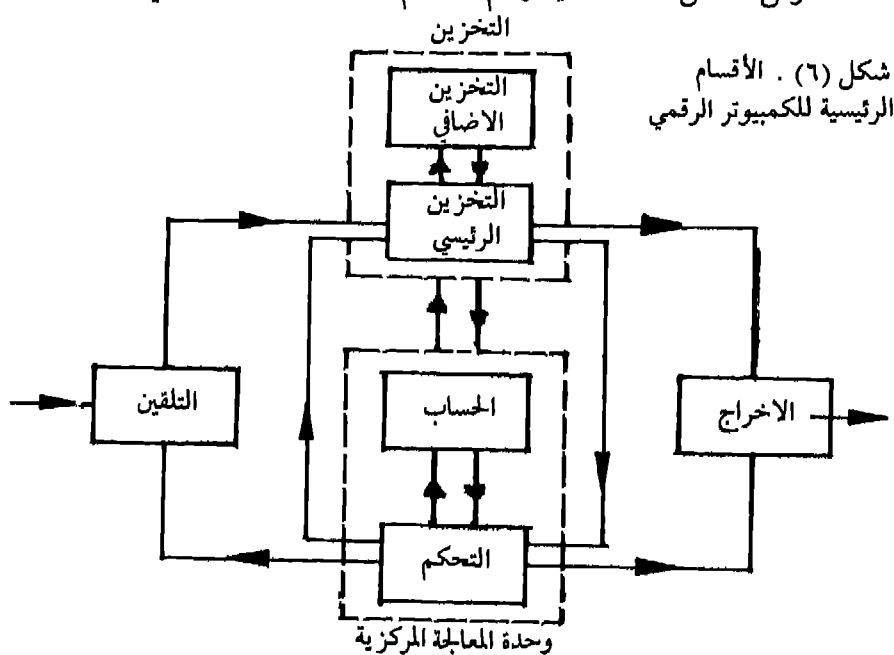 التخزين
شكل (٦) . الأقسام
الرئيسية للكمبيوتر الرقمي
التخزين
الاضافي
التخزين
الرئيسي
التلقين
الحساب
الاخراج
التحكم
وحدة المعالجة المركزية